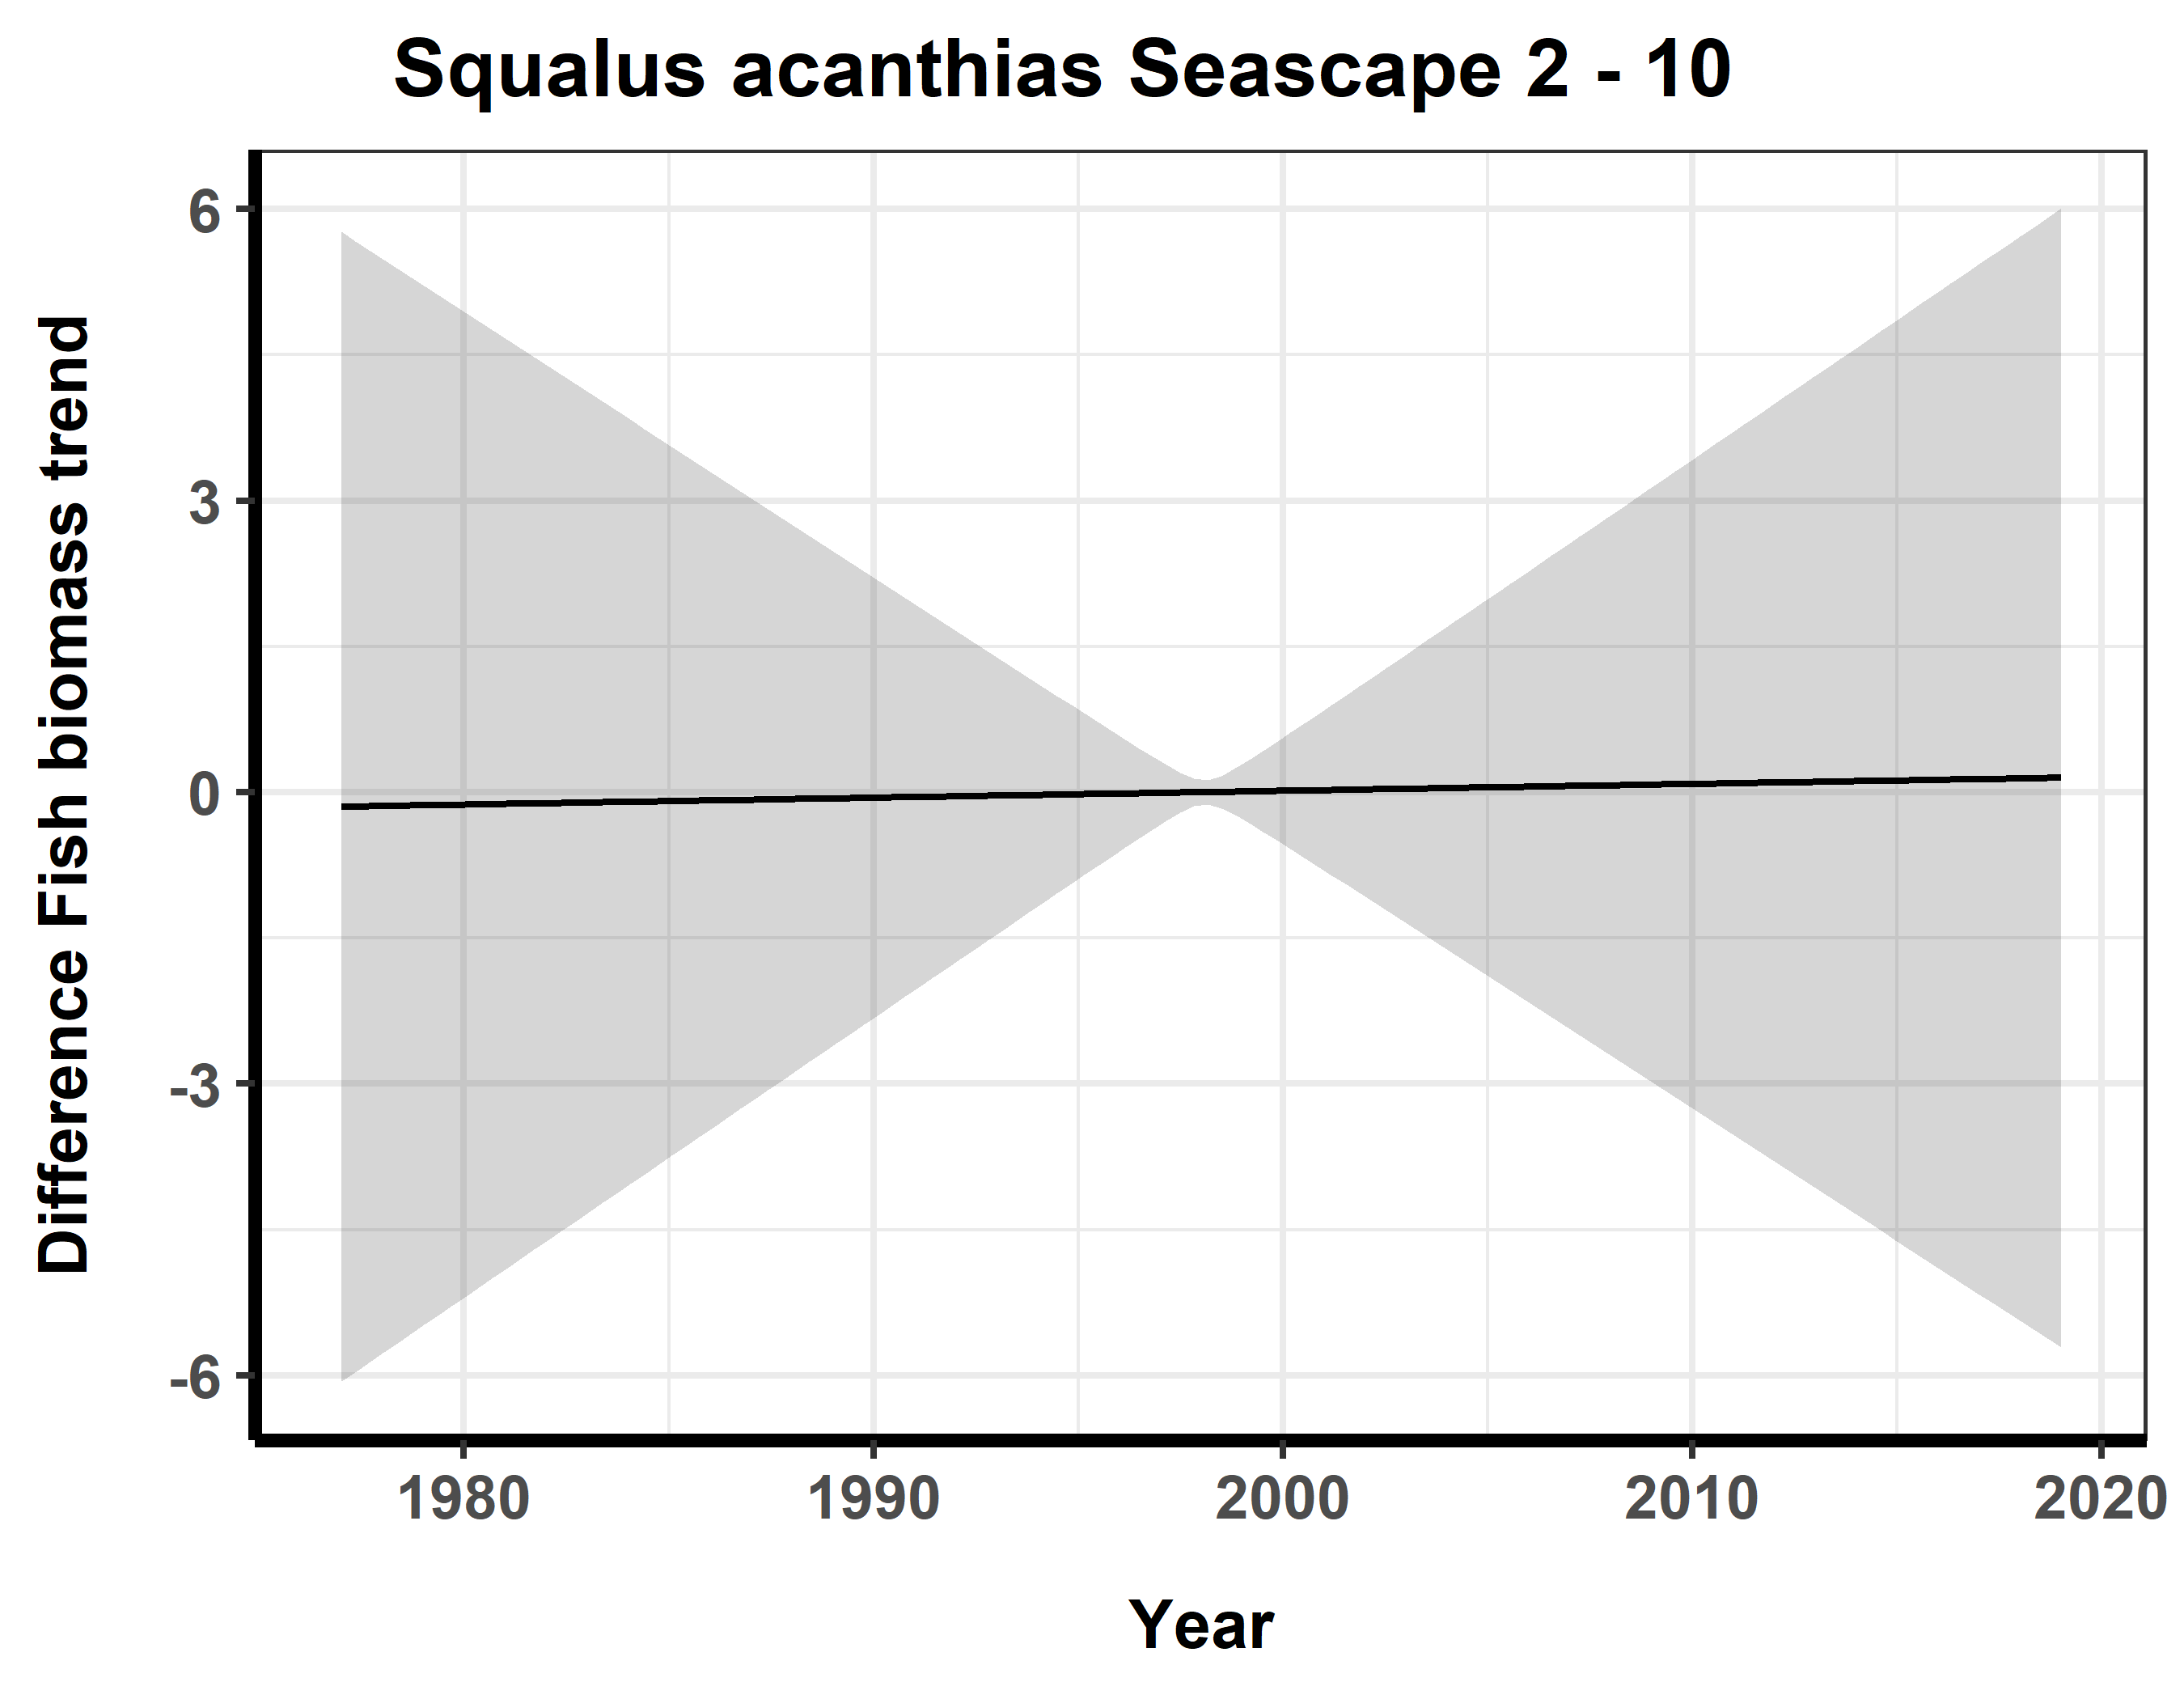 Squalus acanthias Seascape 2 - 10
Difference Fish biomass trend
6
3
0
-3
-6
1980 1990 2000 2010 2020
Year